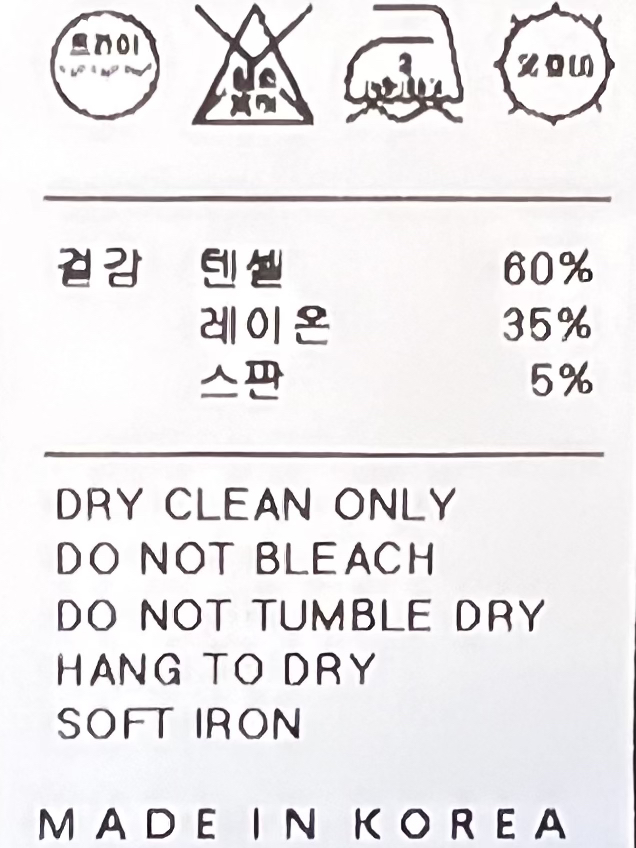 드라이
겉감 텐셀 60%
레이온 35%
스판 5%
DRY CLEAN ONLY
DO NOT BLEACH
DO NOT TUMBLE DRY
HANG TO DRY
SOFT IRON
MADE IN KOREA